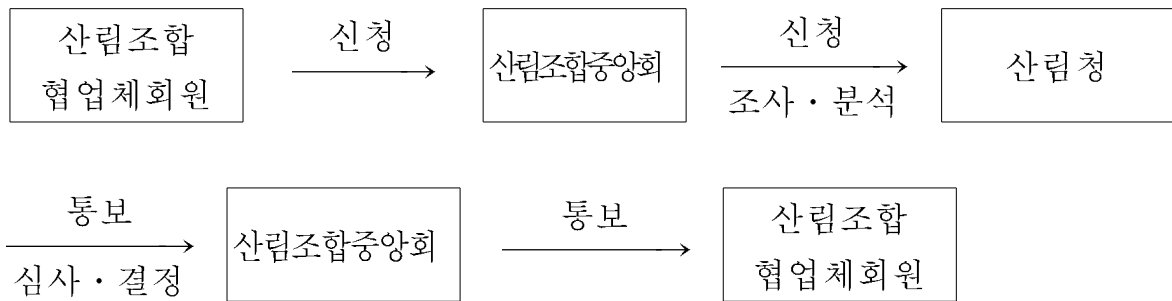 산림조합
협업체회원
신청
산림조합중앙회
신청
조사·분석
산림청
통보
심사·결정
산림조합중앙회
통보
산림조합
협업체회원